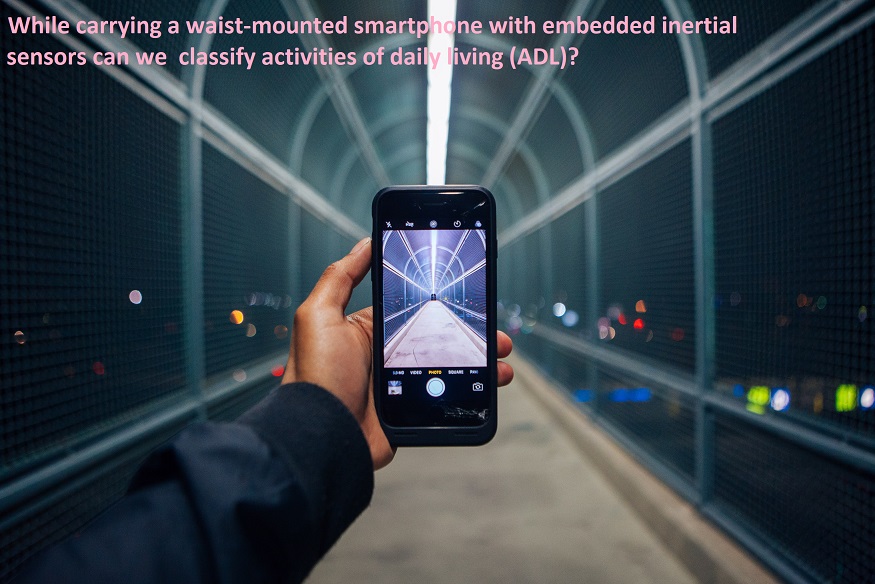 While carrying a waist-mounted smartphone with embedded inertial
sensors can we  classify activities of daily living (ADL)?
VIDEO PHOTO SQUARE